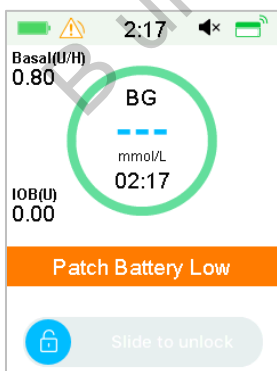 2:17
Basal(U/H)
0.80
BG
---
mmol/L
02:17
IOB(U)
0.00
Patch Battery Low
Slide to unlock